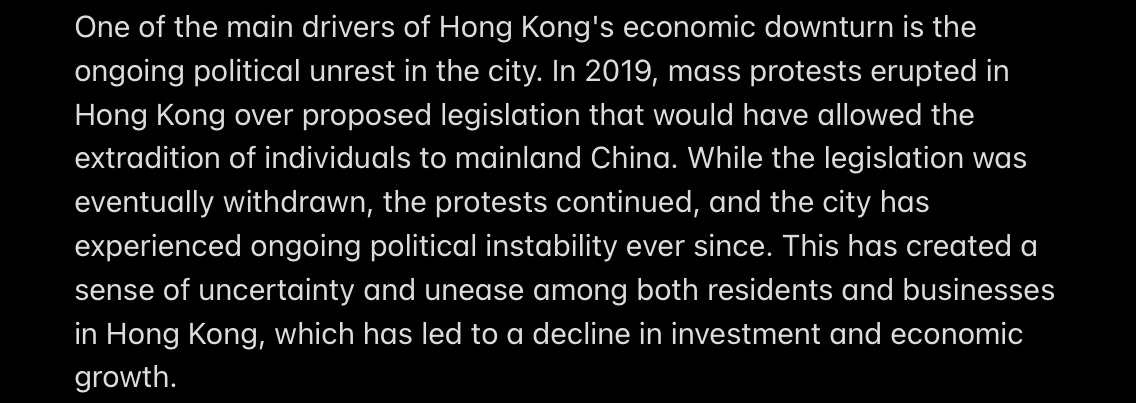 One of the main drivers of Hong Kong's economic downturn is the
ongoing political unrest in the city. In 2019, mass protests erupted in
Hong Kong over proposed legislation that would have allowed the
extradition of individuals to mainland China. While the legislation was
eventually withdrawn, the protests continued, and the city has
experienced ongoing political instability ever since. This has created a
sense of uncertainty and unease among both residents and businesses
in Hong Kong, which has led to a decline in investment and economic
growth.